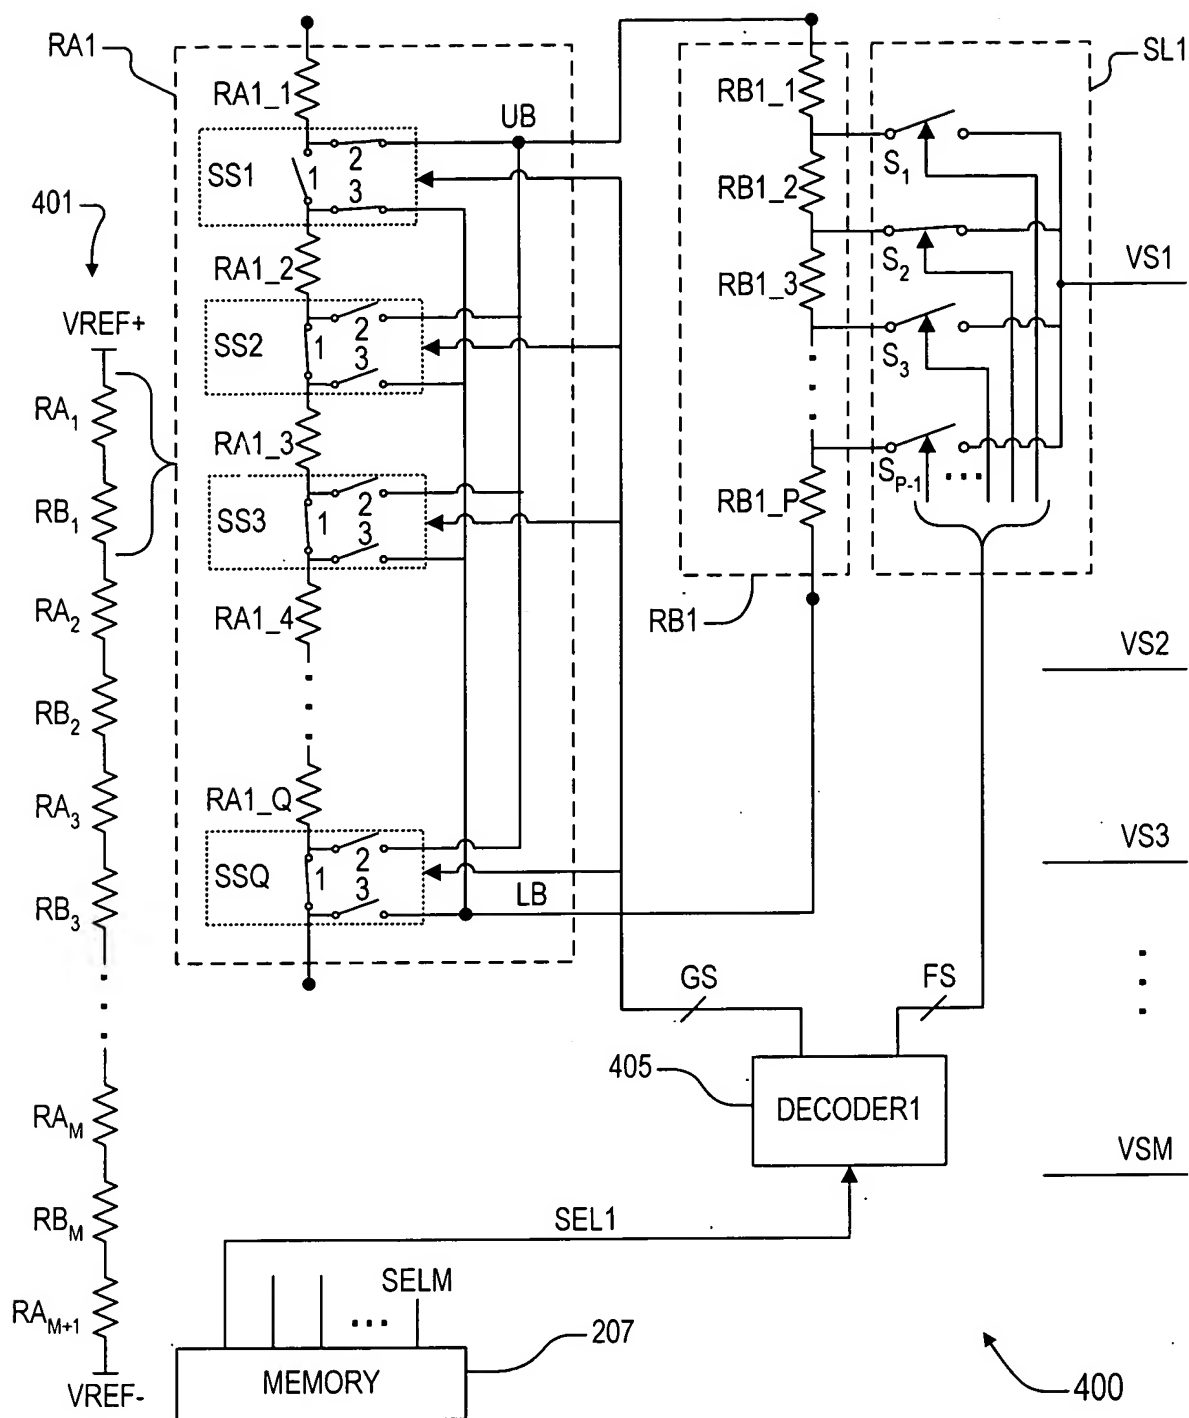 RA1
RA1_1
UB
RB1_1
SL1
SS1
1
2
3
S1
RB1_2
401
RA1_2
S2
RB1_3
VS1
VREF+
SS2
1
2
3
S3
RA1
RA1_3
SP-1
...
RB1
SS3
1
2
3
RB1_P
RA2
RA1_4
RB1
VS2
RB2
RA3
RA1_Q
VS3
SSQ
1
2
3
RB3
LB
GS
FS
405
DECODER1
RAM
VSM
RBM
SEL1
SELM
RAM+1
...
207
VREF-
MEMORY
400